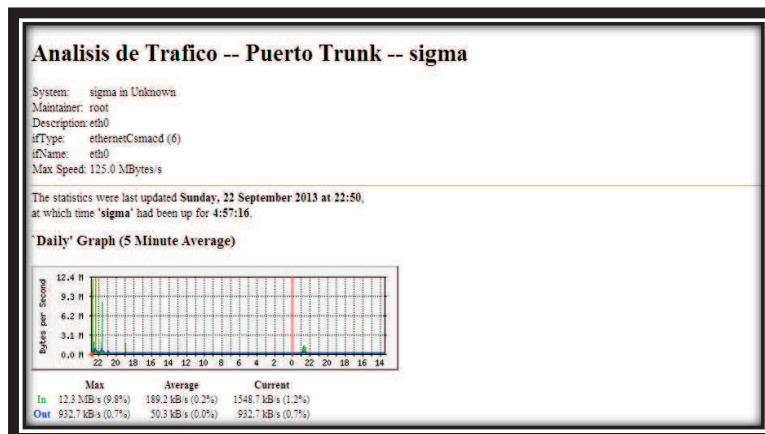 Analisis de Trafico -- Puerto Trunk -- sigma
System: sigma in Unknown
Maintainer: root
Description: eth0
ifType: ethernetCsmacd (6)
ifName: eth0
Max Speed: 125.0 MBytes/s
The statistics were last updated Sunday, 22 September 2013 at 22:50,
at which time 'sigma' had been up for 4:57:16.
`Daily' Graph (5 Minute Average)
Bytes per Second
12.4 M
9.3 M
6.2 M
3.1 M
0.0 M
22 20 18 16 14 12 10 8 6 4 2 0 22 20 18 16 14
Max Average Current
In 12.3 MB/s (9.8%) 189.2 kB/s (0.2%) 1548.7 kB/s (1.2%)
Out 932.7 kB/s (0.7%) 50.3 kB/s (0.0%) 932.7 kB/s (0.7%)